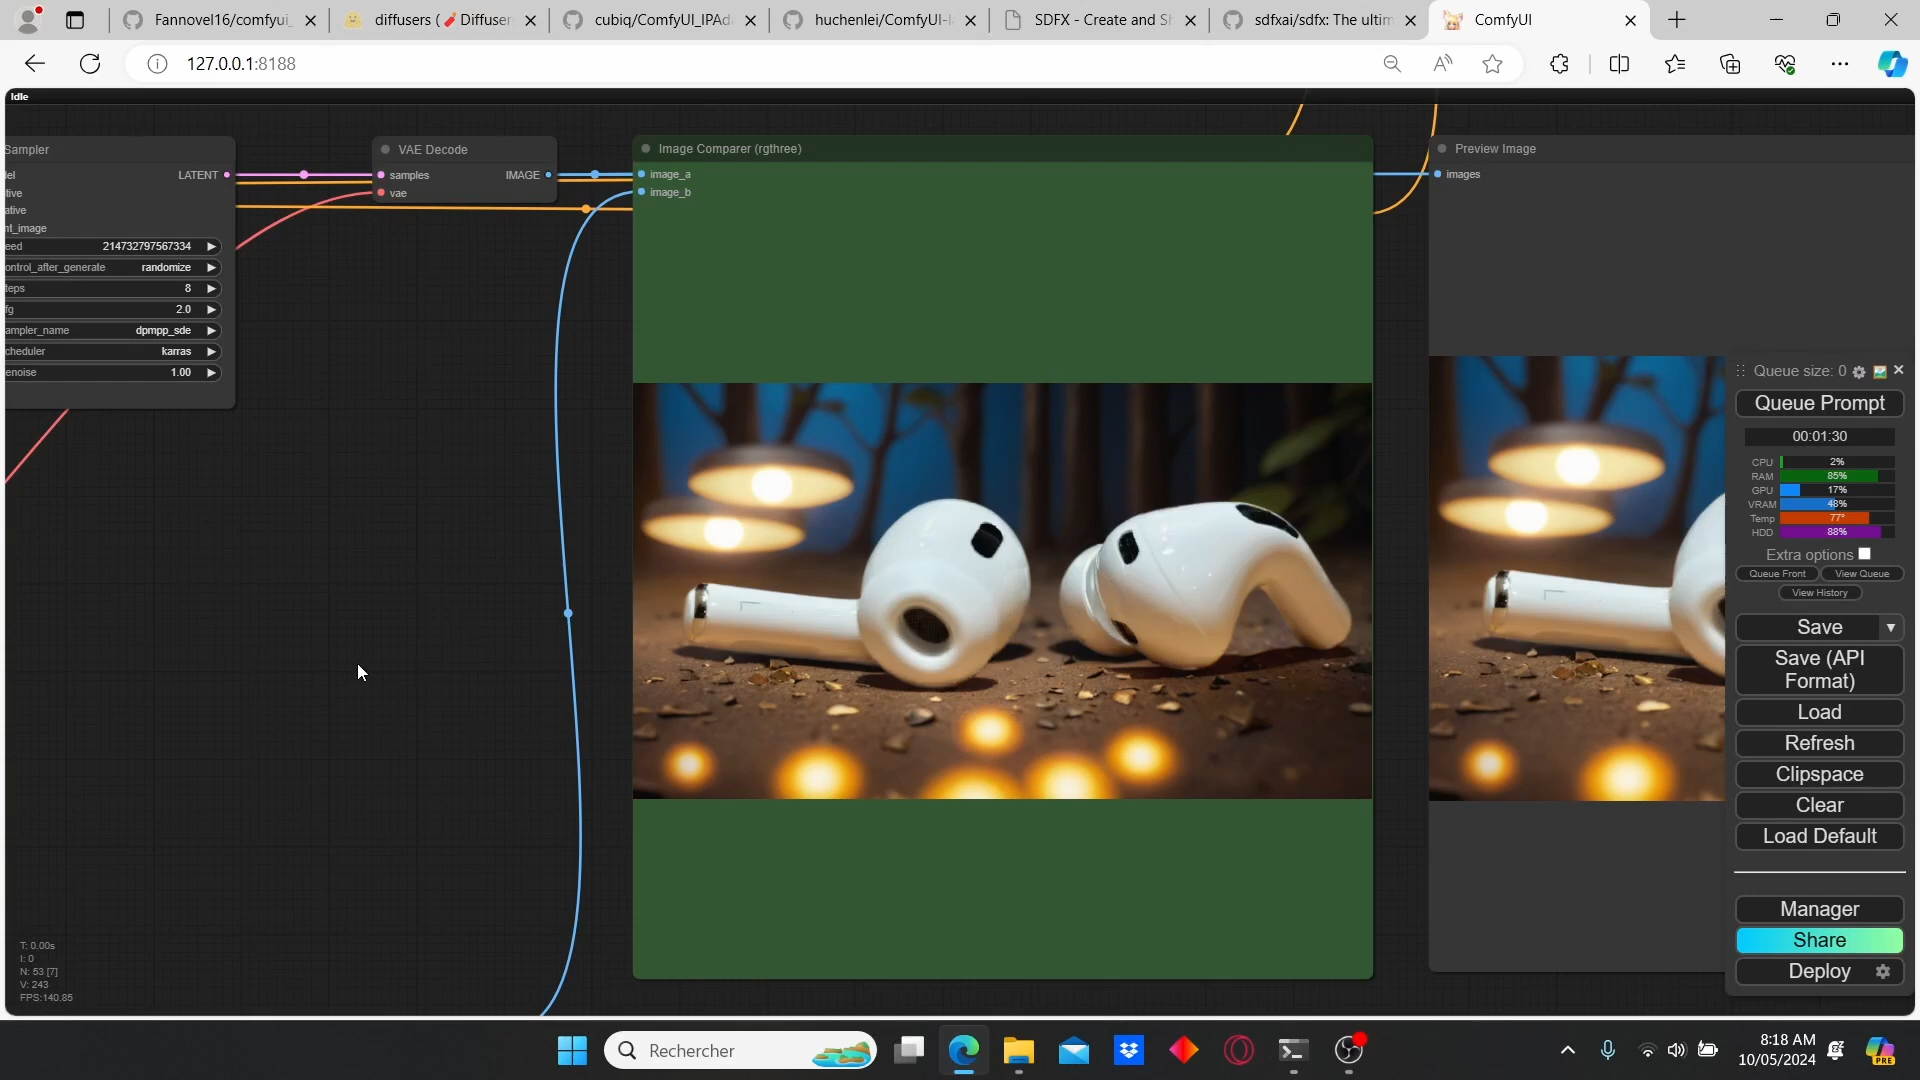 Fannovel16/comfyui_
diffusers (🧨Diffuser
cubiq/ComfyUI_IPAd
huchenlei/ComfyUI-l
SDFX - Create and Sh
sdfxai/sdfx: The ultim
ComfyUI
127.0.0.1:8188
Idle
Sampler
LATENT
VAE Decode
samples
vae
IMAGE
Image Comparer (rgthree)
image_a
image_b
Preview Image
images
del
tive
ative
nt_image
eed 214732797567334
ontrol_after_generate randomize
teps 8
fg 2.0
ampler_name dpmpp_sde
cheduler karras
enoise 1.00
Queue size: 0
Queue Prompt
00:01:30
CPU 2%
RAM 85%
GPU 17%
VRAM 48%
Temp 77°
HDD 88%
Extra options
Queue Front View Queue
View History
Save
Save (API
Format)
Load
Refresh
Clipspace
Clear
Load Default
Manager
Share
Deploy
T: 0.00s
I: 0
N: 53 [7]
V: 243
FPS:140.85
Rechercher
8:18 AM
10/05/2024
PRE